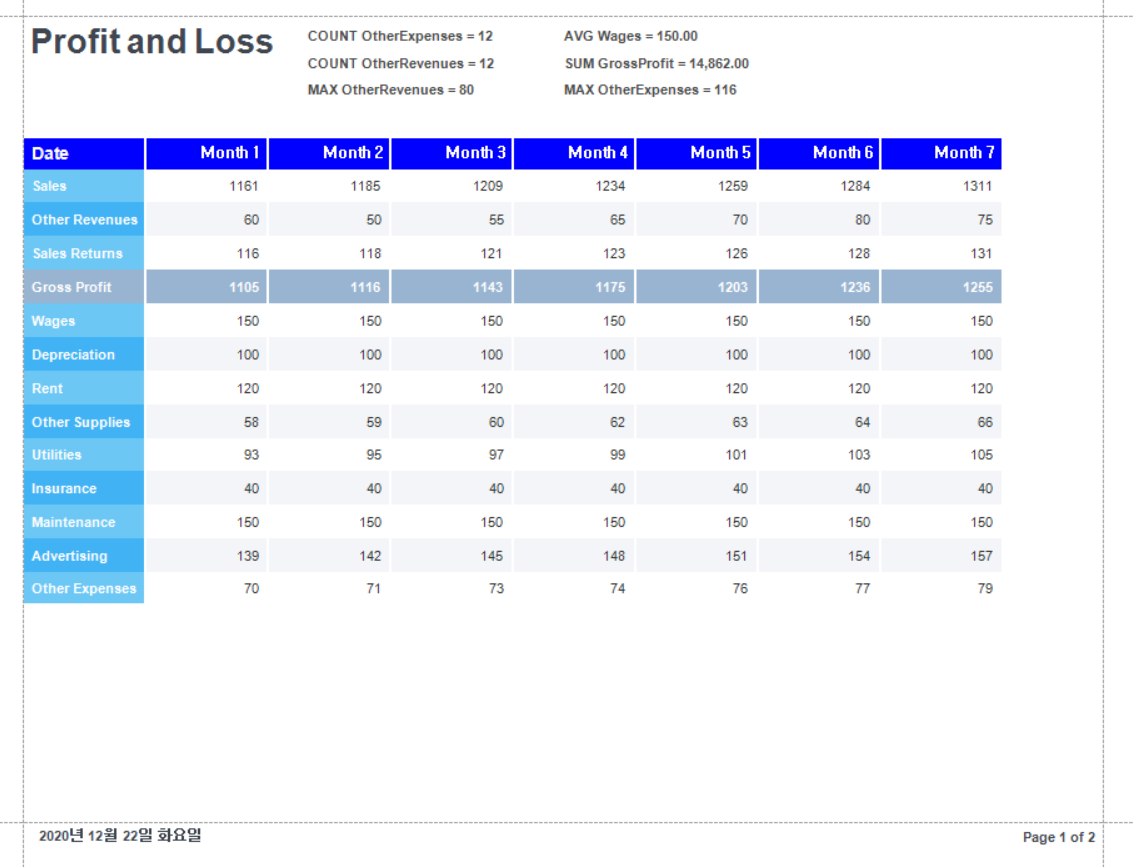 Profit and Loss
COUNT OtherExpenses = 12 AVG Wages = 150.00
COUNT OtherRevenues = 12 SUM GrossProfit = 14,862.00
MAX OtherRevenues = 80 MAX OtherExpenses = 116
Date Month 1 Month 2 Month 3 Month 4 Month 5 Month 6 Month 7
Sales 1161 1185 1209 1234 1259 1284 1311
Other Revenues 60 50 55 65 70 80 75
Sales Returns 116 118 121 123 126 128 131
Gross Profit 1105 1116 1143 1175 1203 1236 1255
Wages 150 150 150 150 150 150 150
Depreciation 100 100 100 100 100 100 100
Rent 120 120 120 120 120 120 120
Other Supplies 58 59 60 62 63 64 66
Utilities 93 95 97 99 101 103 105
Insurance 40 40 40 40 40 40 40
Maintenance 150 150 150 150 150 150 150
Advertising 139 142 145 148 151 154 157
Other Expenses 70 71 73 74 76 77 79
2020년 12월 22일 화요일 Page 1 of 2